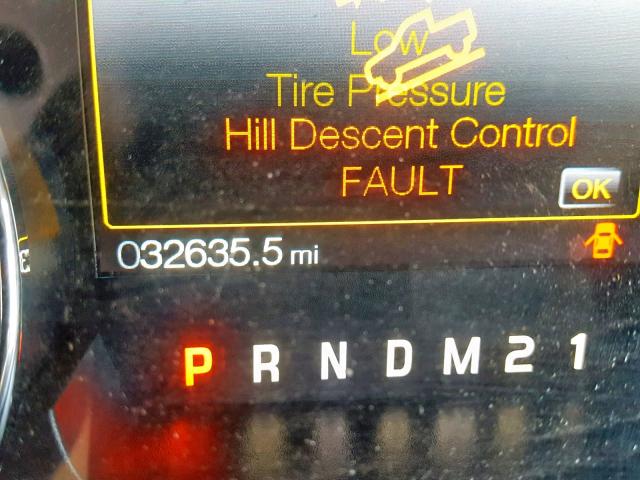 Low
Tire Pressure
Hill Descent Control
FAULT
OK
032635.5 mi
E
P R N D M 2 1